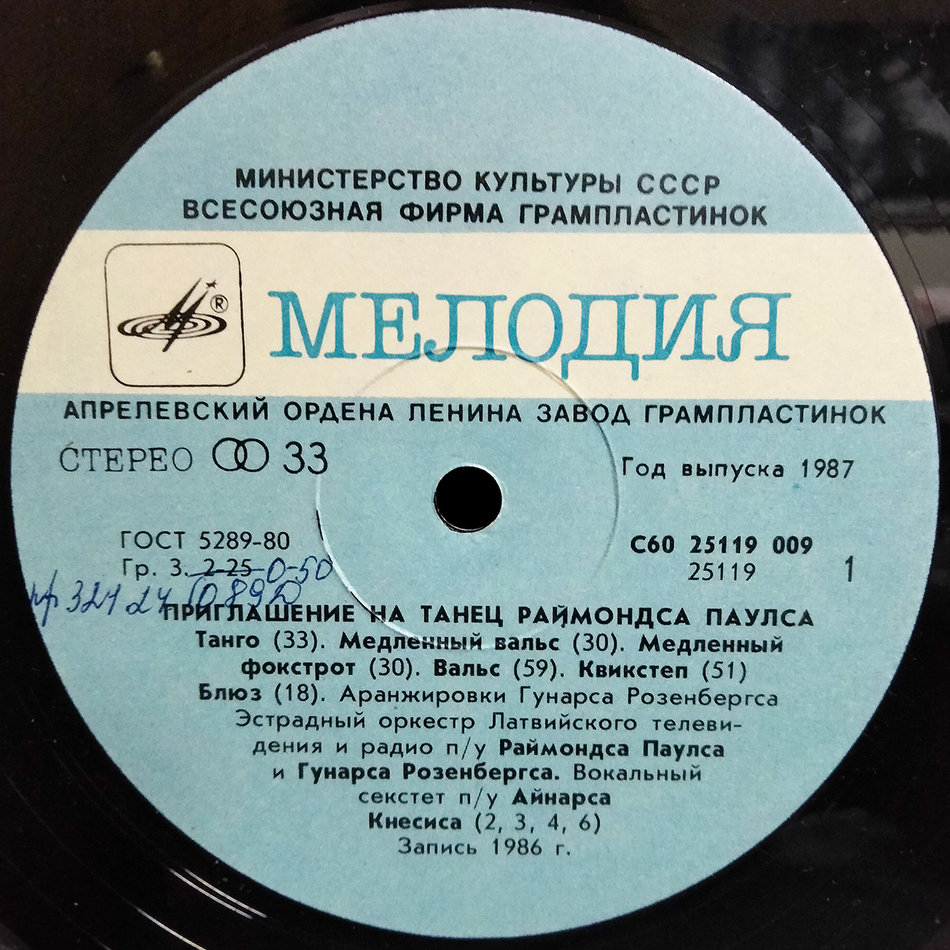 МИНИСТЕРСТВО КУЛЬТУРЫ СССР
ВСЕСОЮЗНАЯ ФИРМА ГРАМПЛАСТИНОК
® МЕЛОДИЯ
АПРЕЛЕВСКИЙ ОРДЕНА ЛЕНИНА ЗАВОД ГРАМПЛАСТИНОК
СТЕРЕО 33
Год выпуска 1987
ГОСТ 5289-80
С60 25119 009
Гр. 3. 2-25 0-50
25119 1
ПРИГЛАШЕНИЕ НА ТАНЕЦ РАЙМОНДСА ПАУЛСА
Танго (33). Медленный вальс (30). Медленный
фокстрот (30). Вальс (59). Квикстеп (51)
Блюз (18). Аранжировки Гунарса Розенбергса
Эстрадный оркестр Латвийского телеви-
дения и радио п/у Раймондса Паулса
и Гунарса Розенбергса. Вокальный
секстет п/у Айнарса
Кнесиса (2, 3, 4, 6)
Запись 1986 г.